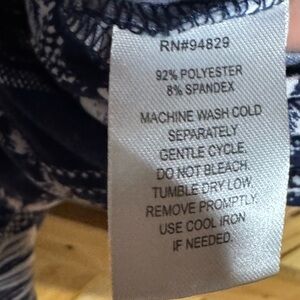 RN#94829
92% POLYESTER
8% SPANDEX
MACHINE WASH COLD
SEPARATELY
GENTLE CYCLE.
DO NOT BLEACH.
TUMBLE DRY LOW.
REMOVE PROMPTLY.
USE COOL IRON
IF NEEDED.